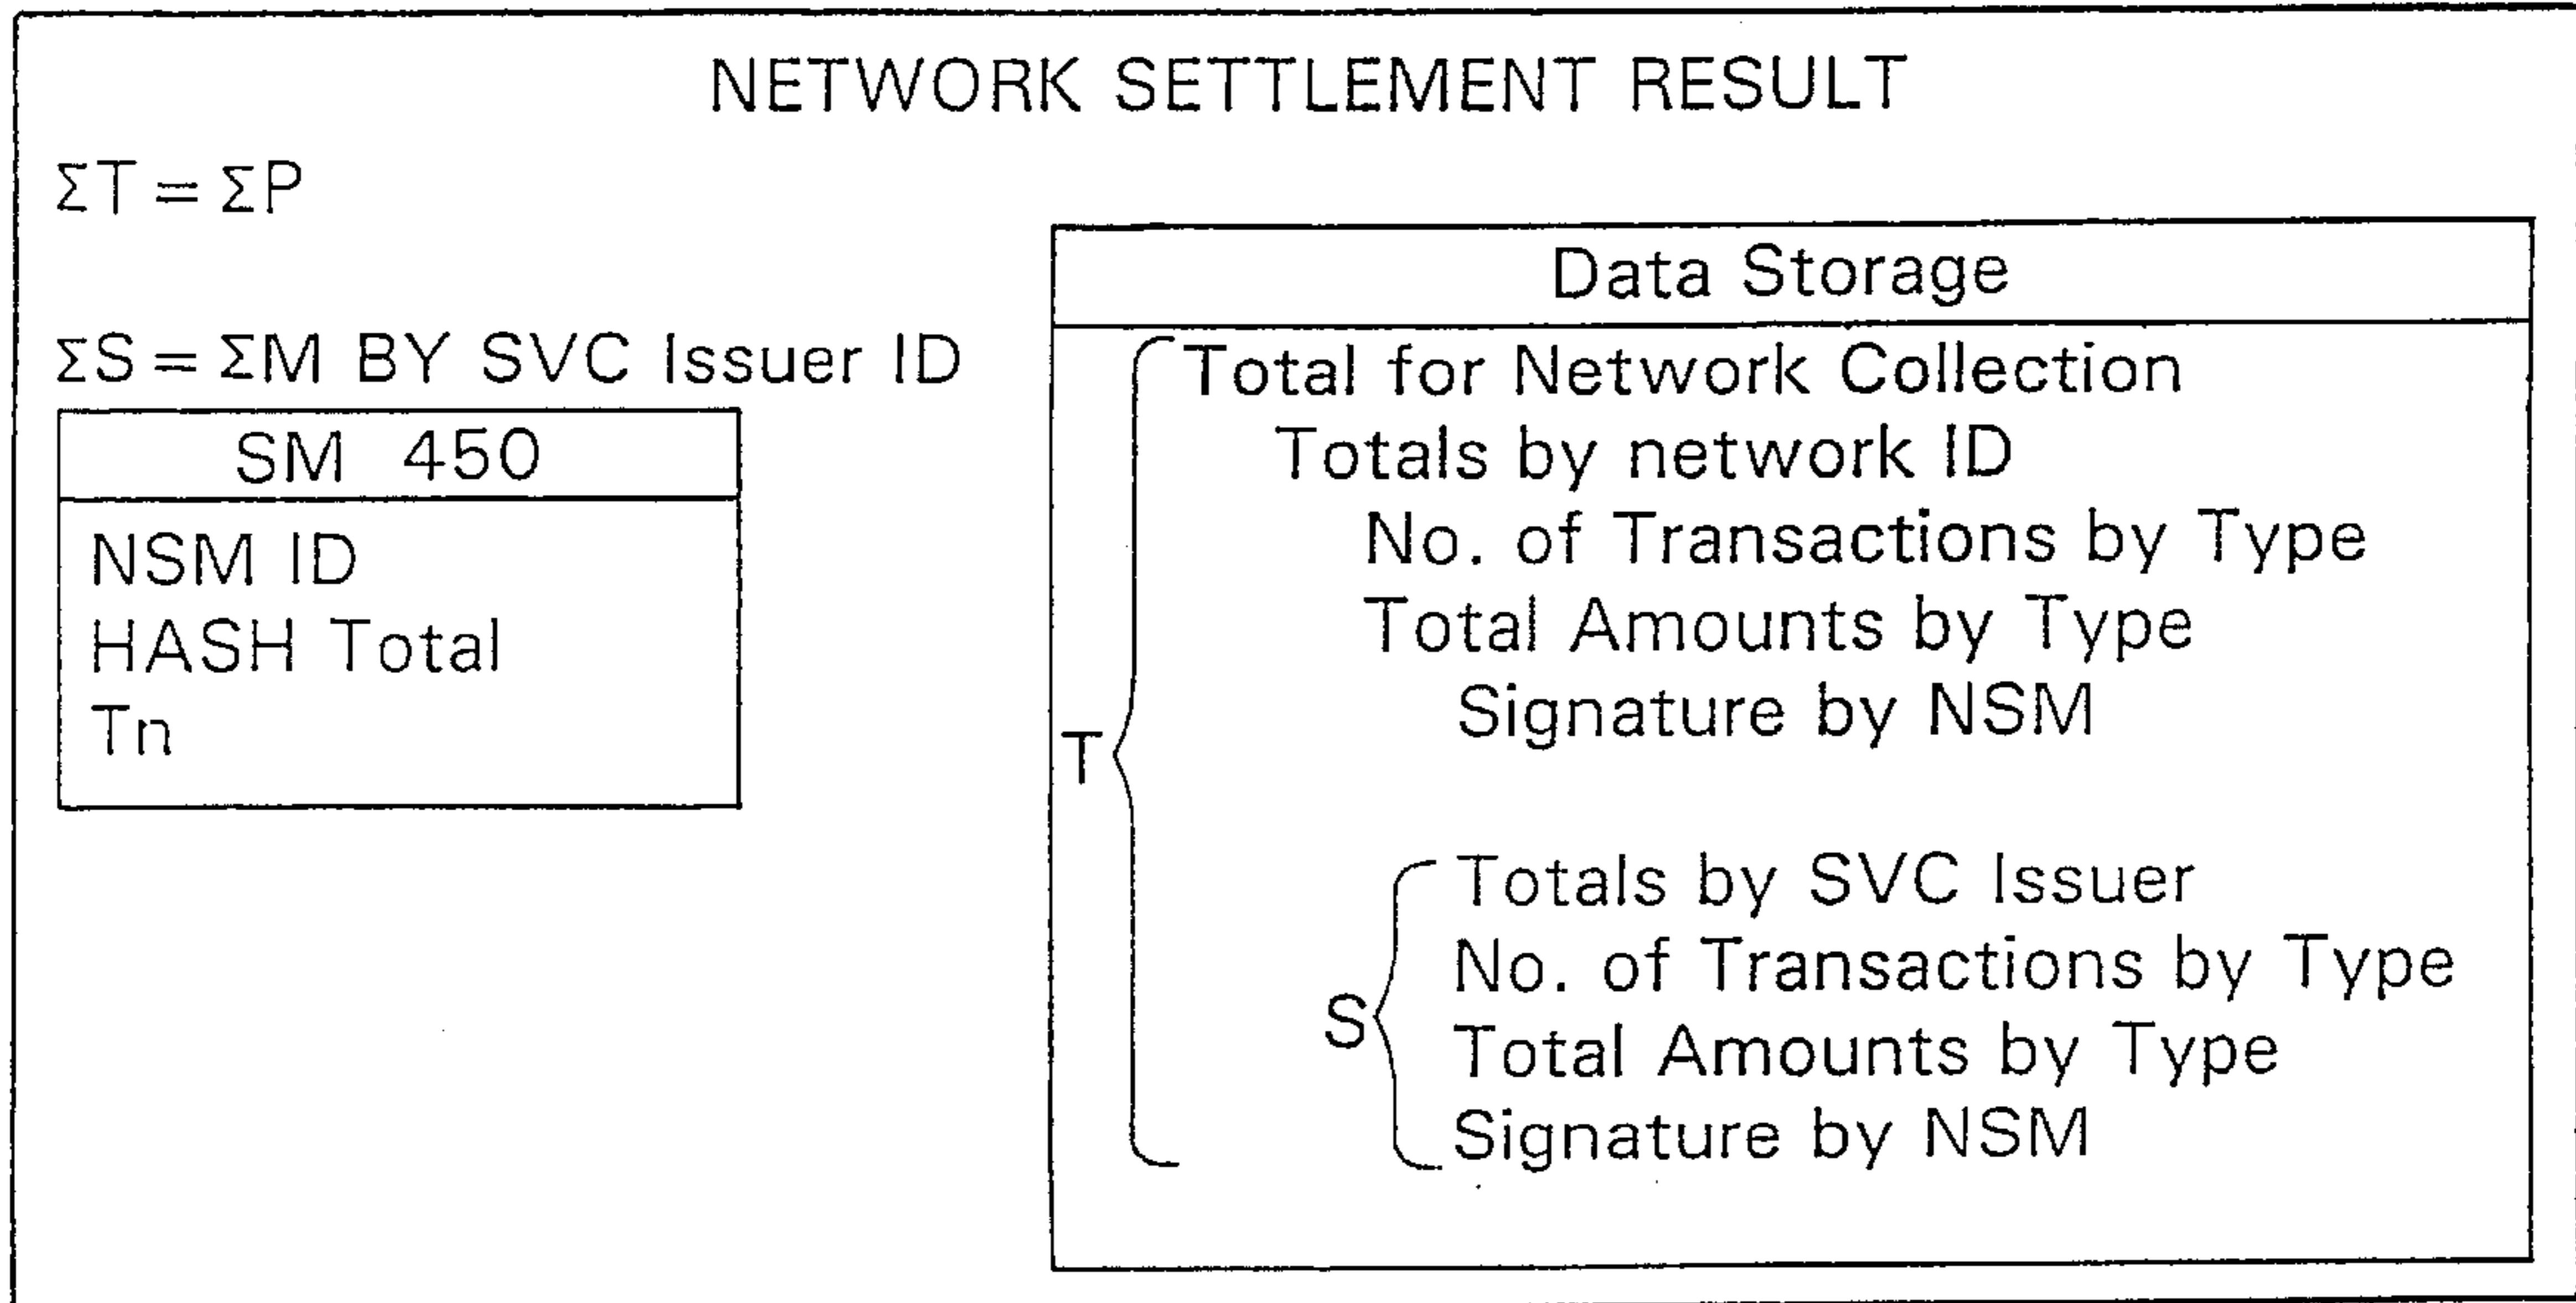 NETWORK SETTLEMENT RESULT
ΣT = ΣP
ΣS = ΣM BY SVC Issuer ID
SM 450
NSM ID
HASH Total
Tn
Data Storage
T
Total for Network Collection
Totals by network ID
No. of Transactions by Type
Total Amounts by Type
Signature by NSM
S
Totals by SVC Issuer
No. of Transactions by Type
Total Amounts by Type
Signature by NSM